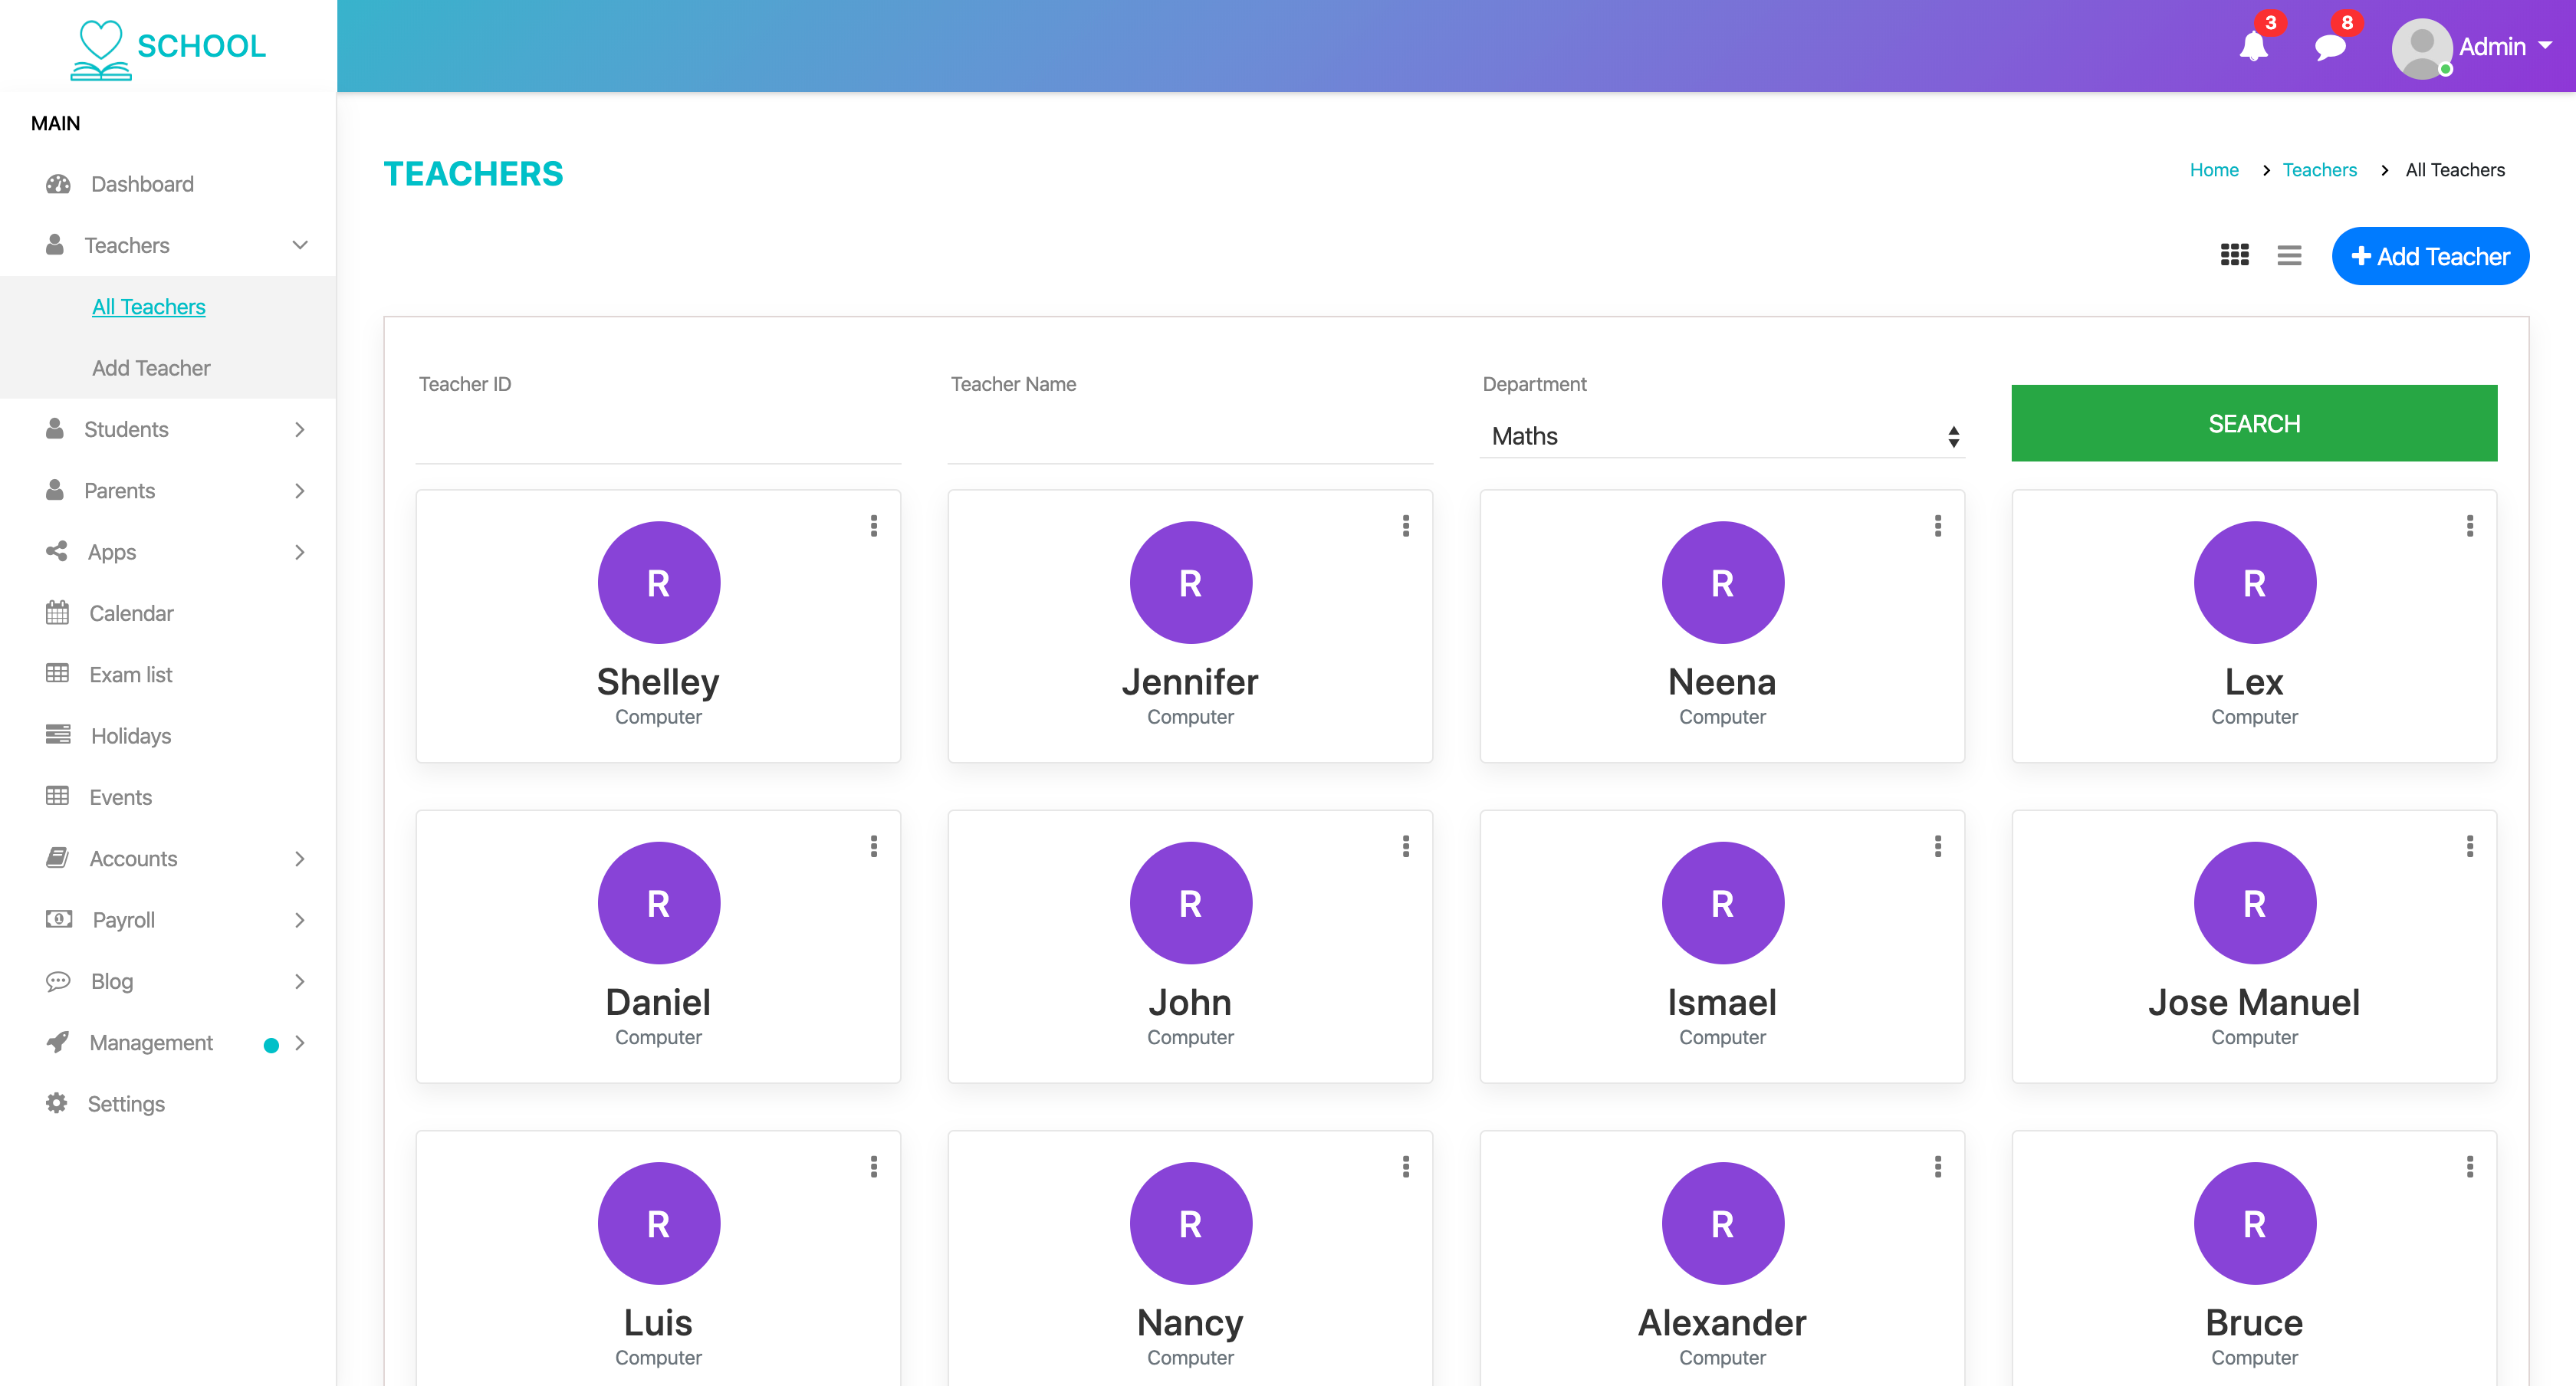 SCHOOL
3
8
Admin
MAIN
Dashboard
Teachers
All Teachers
Add Teacher
Students
Parents
Apps
Calendar
Exam list
Holidays
Events
Accounts
Payroll
Blog
Management
Settings
TEACHERS
Home > Teachers > All Teachers
Add Teacher
Teacher ID
Teacher Name
Department
Maths
SEARCH
R
Shelley
Computer
R
Jennifer
Computer
R
Neena
Computer
R
Lex
Computer
R
Daniel
Computer
R
John
Computer
R
Ismael
Computer
R
Jose Manuel
Computer
R
Luis
Computer
R
Nancy
Computer
R
Alexander
Computer
R
Bruce
Computer